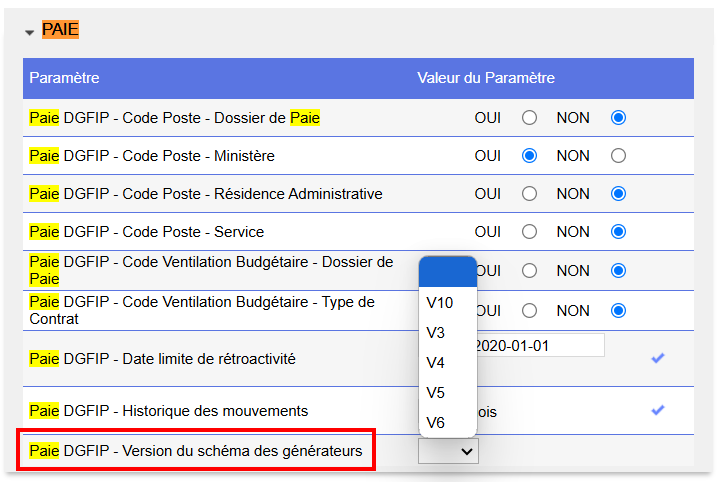 PAIE
Paramètre Valeur du Paramètre
Paie DGFIP - Code Poste - Dossier de Paie OUI NON
Paie DGFIP - Code Poste - Ministère OUI NON
Paie DGFIP - Code Poste - Résidence Administrative OUI NON
Paie DGFIP - Code Poste - Service OUI NON
Paie DGFIP - Code Ventilation Budgétaire - Dossier de
Paie OUI NON
Paie DGFIP - Code Ventilation Budgétaire - Type de
Contrat OUI NON
Paie DGFIP - Date limite de rétroactivité 2020-01-01
Paie DGFIP - Historique des mouvements ois
Paie DGFIP - Version du schéma des générateurs
V10
V3
V4
V5
V6